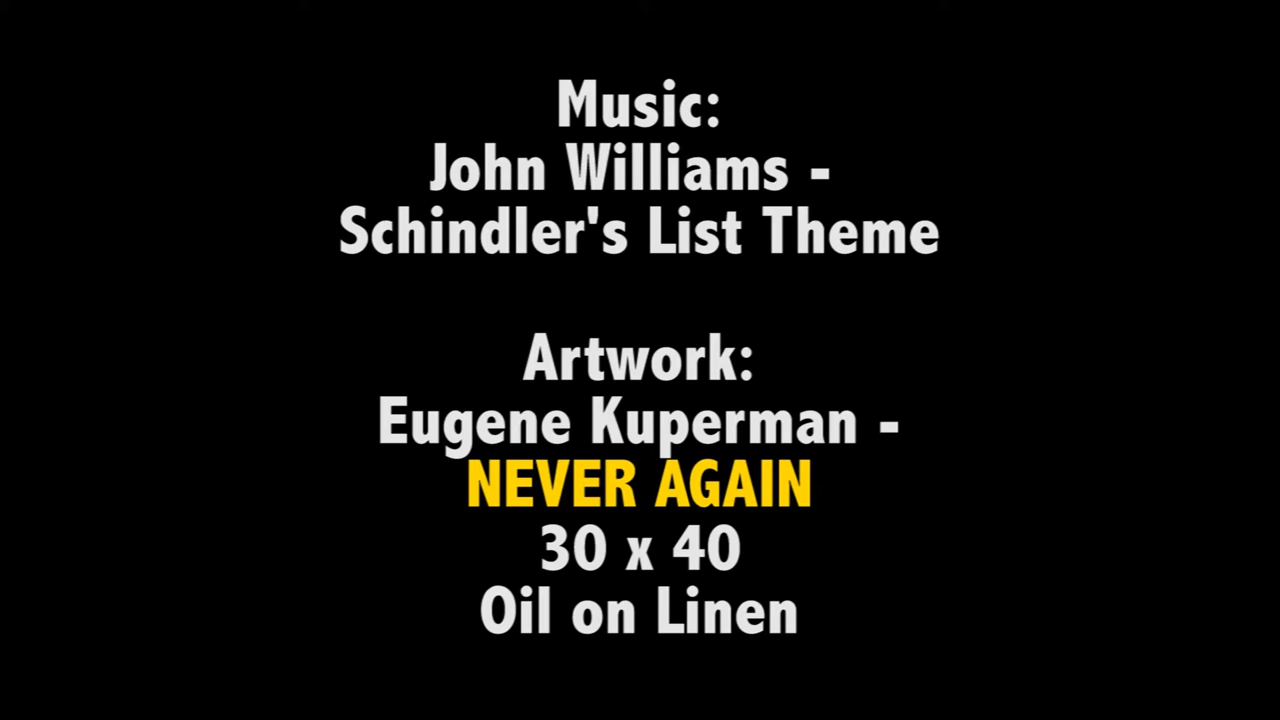 Music:
John Williams -
Schindler's List Theme
Artwork:
Eugene Kuperman -
NEVER AGAIN
30 x 40
Oil on Linen